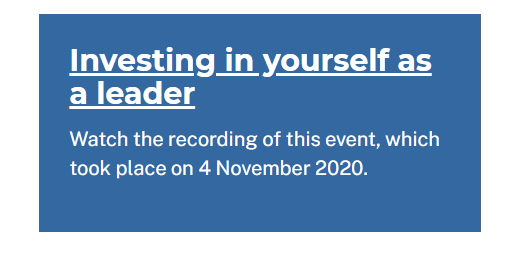 Investing in yourself as
a leader
Watch the recording of this event, which
took place on 4 November 2020.